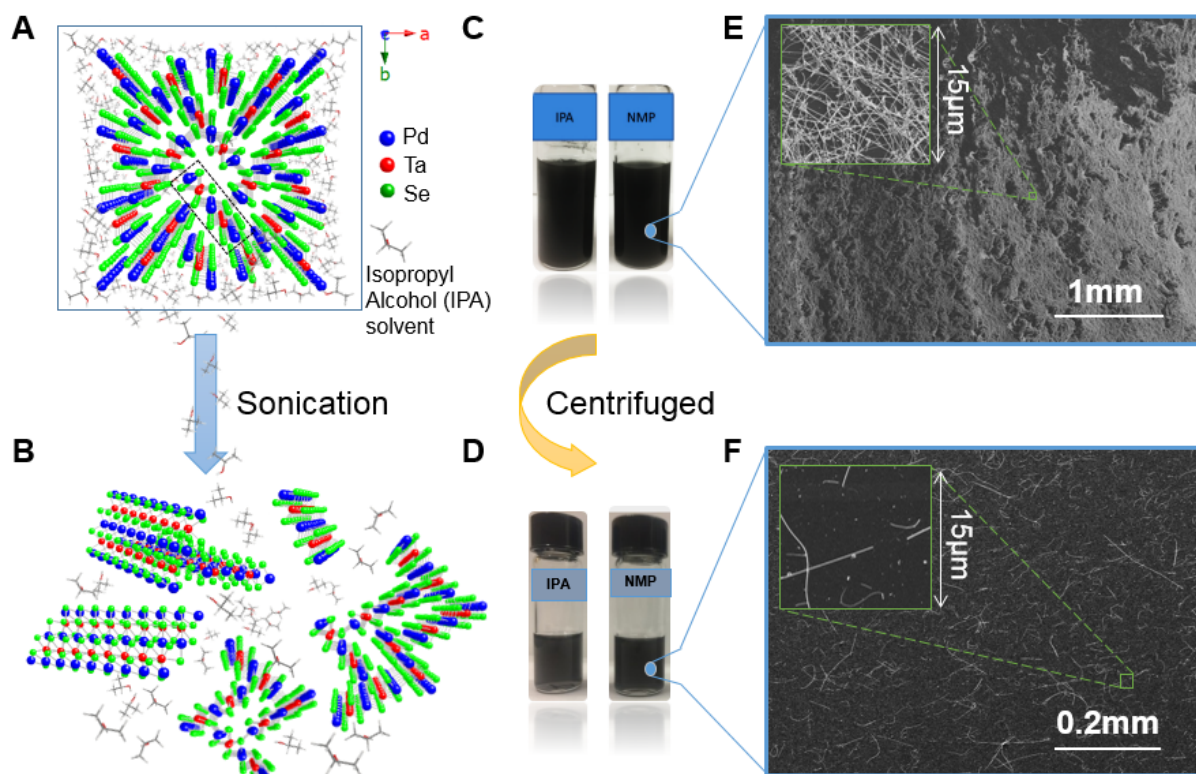 A
c
a
b
Pd
Ta
Se
Isopropyl
Alcohol (IPA)
solvent
Sonication
B
C
IPA
NMP
Centrifuged
D
IPA
NMP
E
15μm
1mm
F
15μm
0.2mm